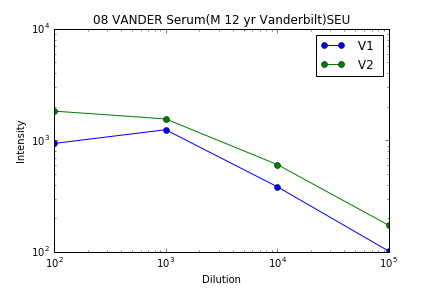 08 VANDER Serum(M 12 yr Vanderbilt)SEU
10^4
V1
V2
10^3
Intensity
10^2
10^2 10^3 10^4 10^5
Dilution